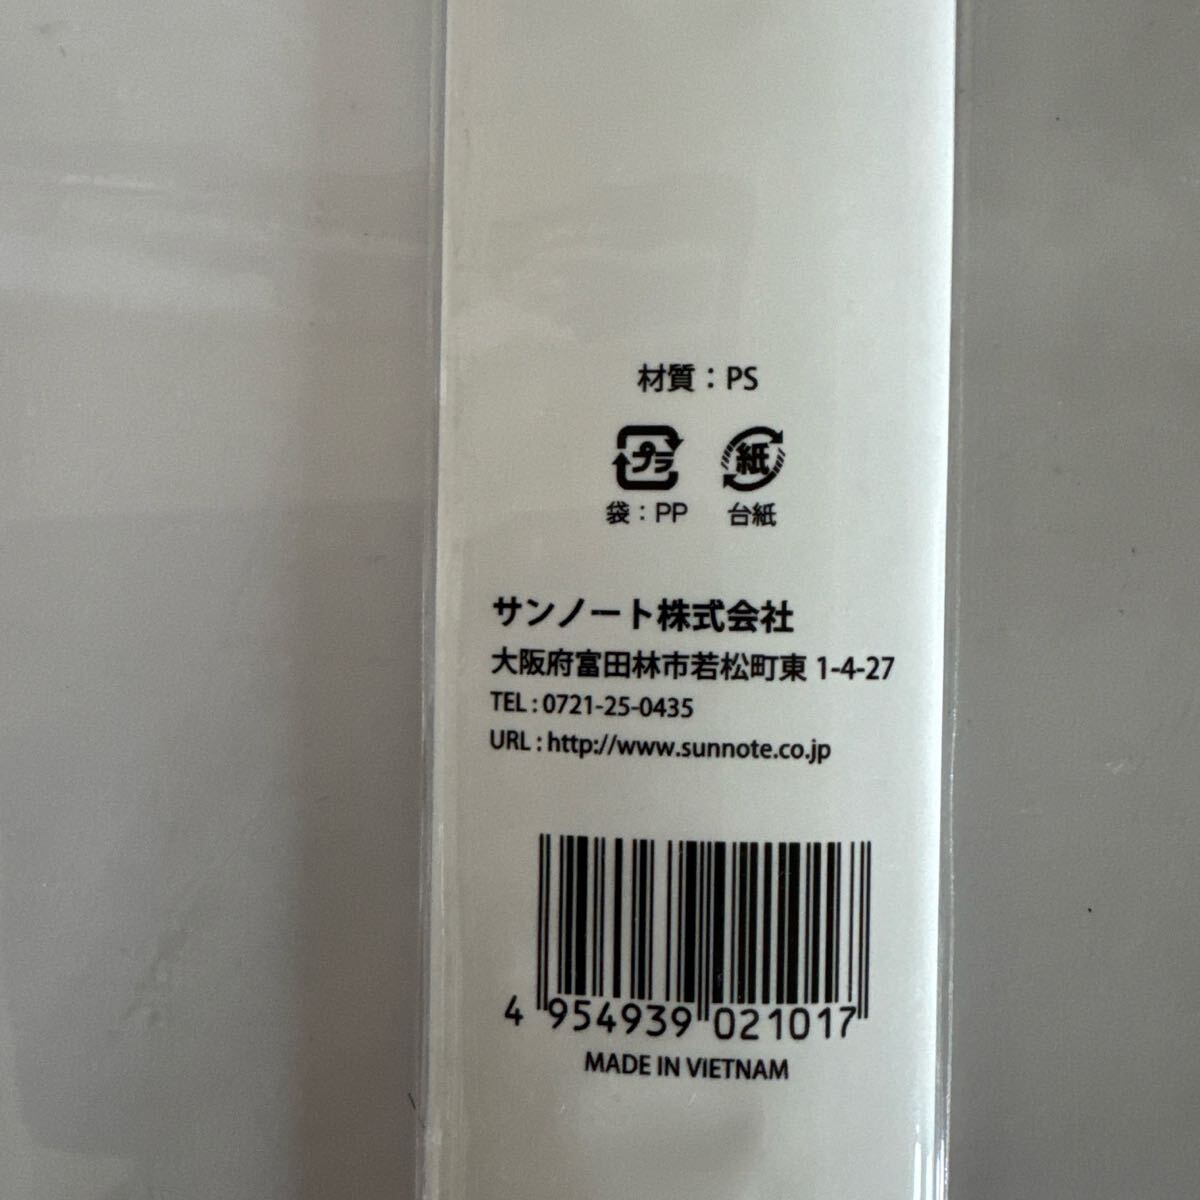 材質：PS
プラ 紙
袋：PP 台紙
サンノート株式会社
大阪府富田林市若松町東 1-4-27
TEL : 0721-25-0435
URL : http://www.sunnote.co.jp
4 954939 021017
MADE IN VIETNAM